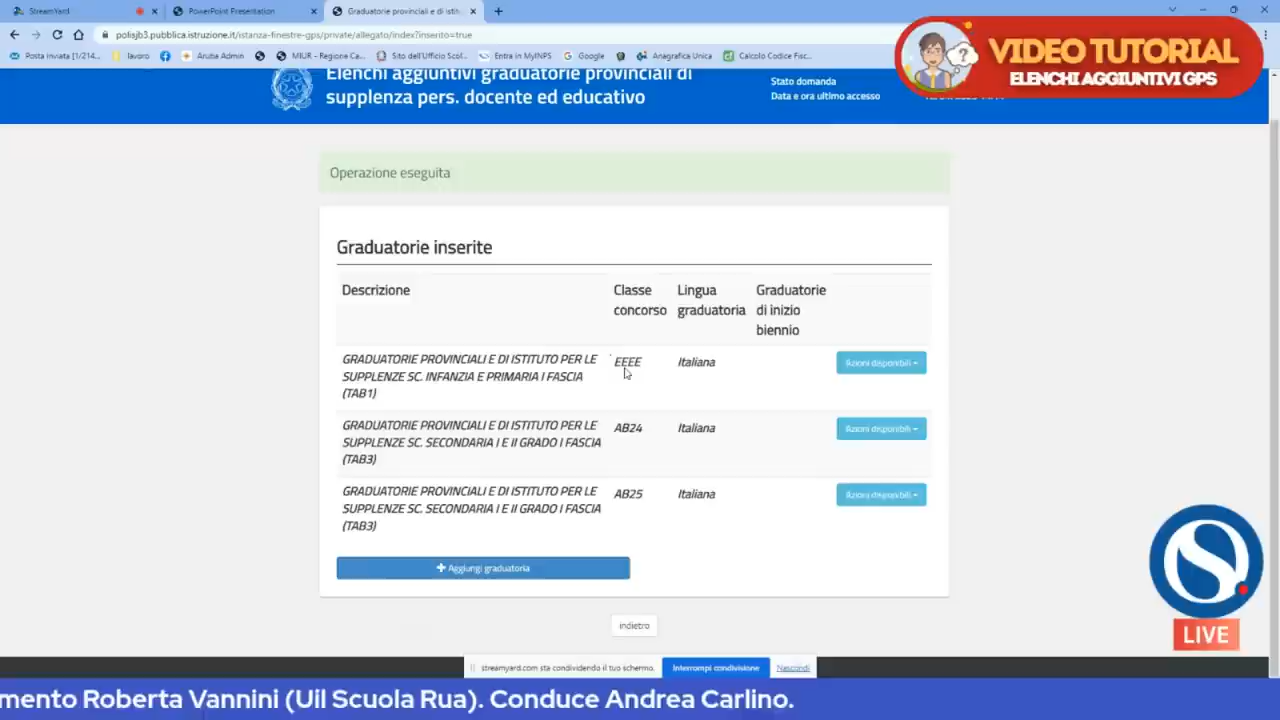 StreamYard
PowerPoint Presentation
Graduatorie provinciali e di istit
polisjb3.pubblica.istruzione.it/istanza-finestre-gps/private/allegato/index?inserito=true
Posta inviata [1/214...
lavoro
Aruba Admin
MIUR - Regione Ca...
Sito dell'Ufficio Scol...
Entra in MyINPS
Google
Anagrafica Unica
Calcolo Codice Fisc...
VIDEO TUTORIAL
ELENCHI AGGIUNTIVI GPS
Elenchi aggiuntivi graduatorie provinciali di
supplenza pers. docente ed educativo
Stato domanda
Data e ora ultimo accesso
Operazione eseguita
Graduatorie inserite
Descrizione
Classe
concorso
Lingua
graduatoria
Graduatorie
di inizio
biennio
GRADUATORIE PROVINCIALI E DI ISTITUTO PER LE
SUPPLENZE SC. INFANZIA E PRIMARIA I FASCIA
(TAB1)
EEEE
Italiana
Azioni disponibili
GRADUATORIE PROVINCIALI E DI ISTITUTO PER LE
SUPPLENZE SC. SECONDARIA I E II GRADO I FASCIA
(TAB3)
AB24
Italiana
Azioni disponibili
GRADUATORIE PROVINCIALI E DI ISTITUTO PER LE
SUPPLENZE SC. SECONDARIA I E II GRADO I FASCIA
(TAB3)
AB25
Italiana
Azioni disponibili
+ Aggiungi graduatoria
indietro
LIVE
streamyard.com sta condividendo il tuo schermo.
Interrompi condivisione
Nascondi
mento Roberta Vannini (Uil Scuola Rua). Conduce Andrea Carlino.